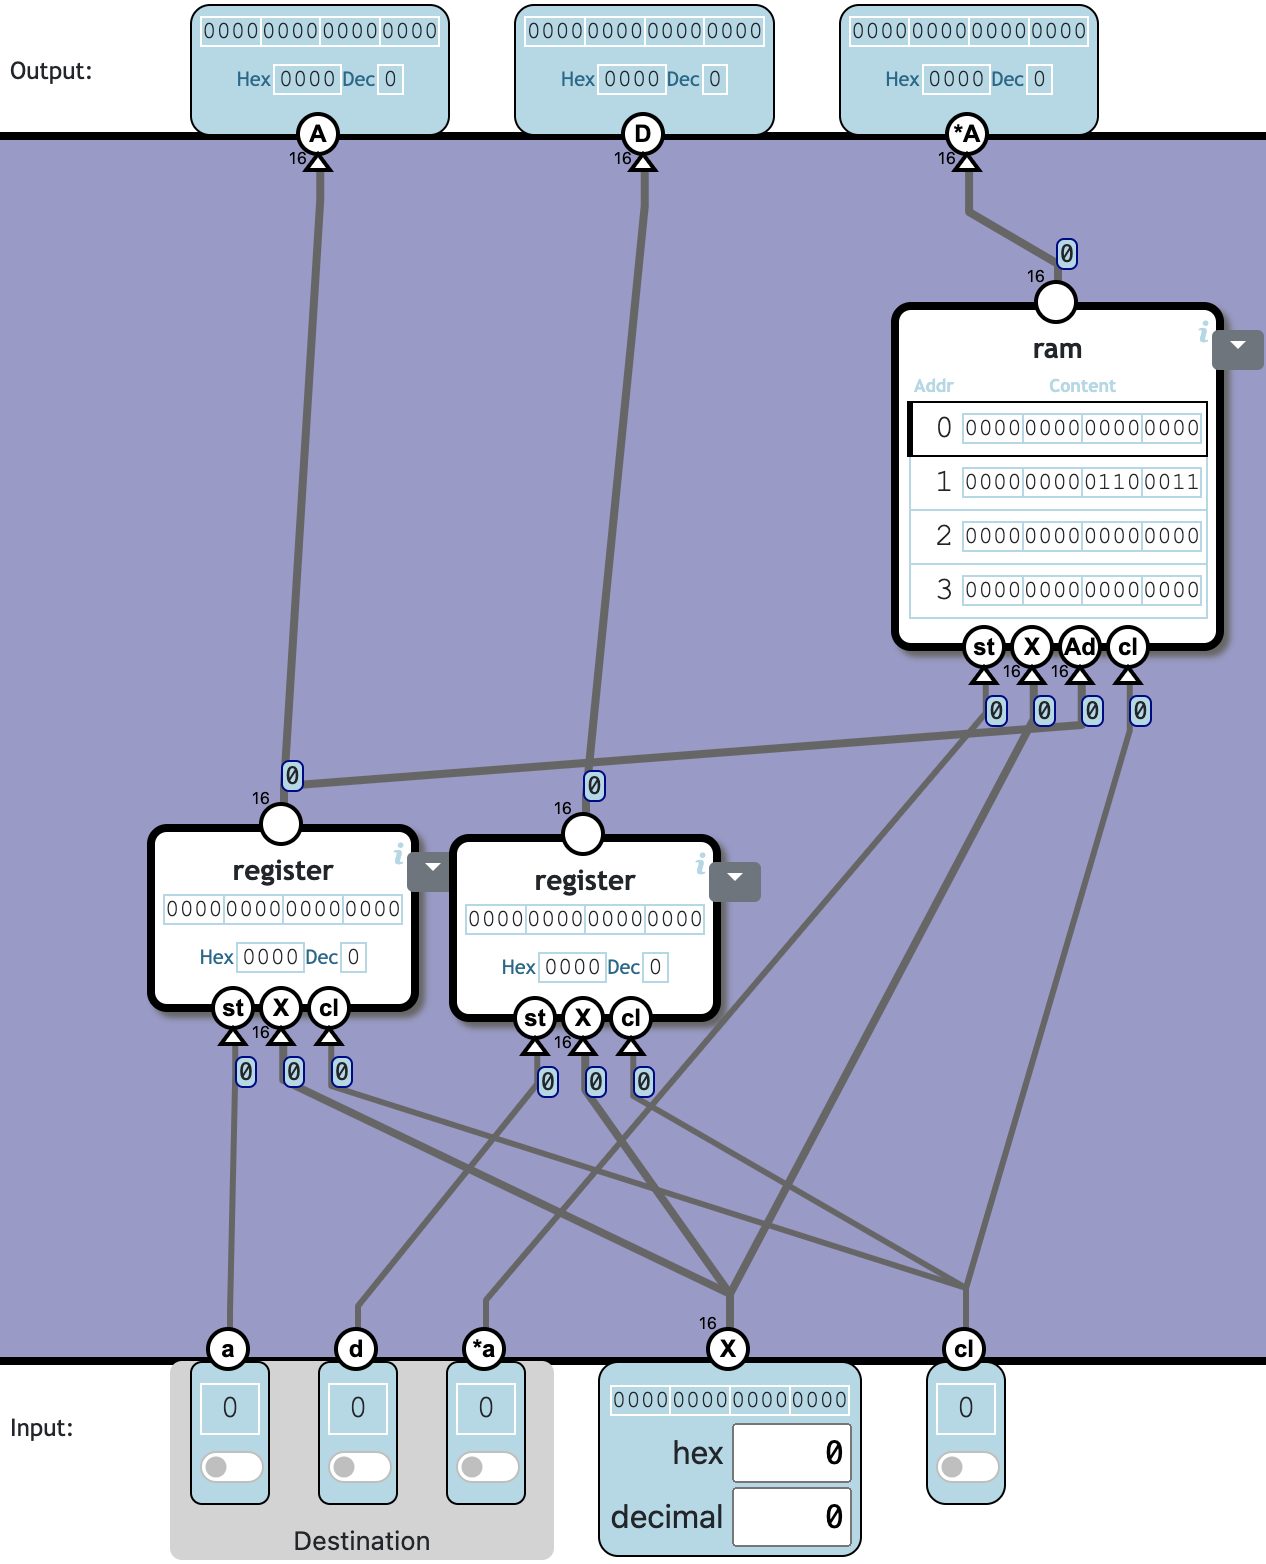 Output:
0000 0000 0000 0000
Hex 0000 Dec 0
0000 0000 0000 0000
Hex 0000 Dec 0
0000 0000 0000 0000
Hex 0000 Dec 0
A
D
*A
16
16
16
0
16
i
ram
Addr Content
0 0000 0000 0000 0000
1 0000 0000 0110 0011
2 0000 0000 0000 0000
3 0000 0000 0000 0000
st X Ad cl
16 16
0 0 0 0
0
16
i
register
0000 0000 0000 0000
Hex 0000 Dec 0
st X cl
16
0 0 0
0
16
i
register
0000 0000 0000 0000
Hex 0000 Dec 0
st X cl
16
0 0 0
16
a d *a X cl
Input:
0 0 0
Destination
0000 0000 0000 0000
hex 0
decimal 0
0